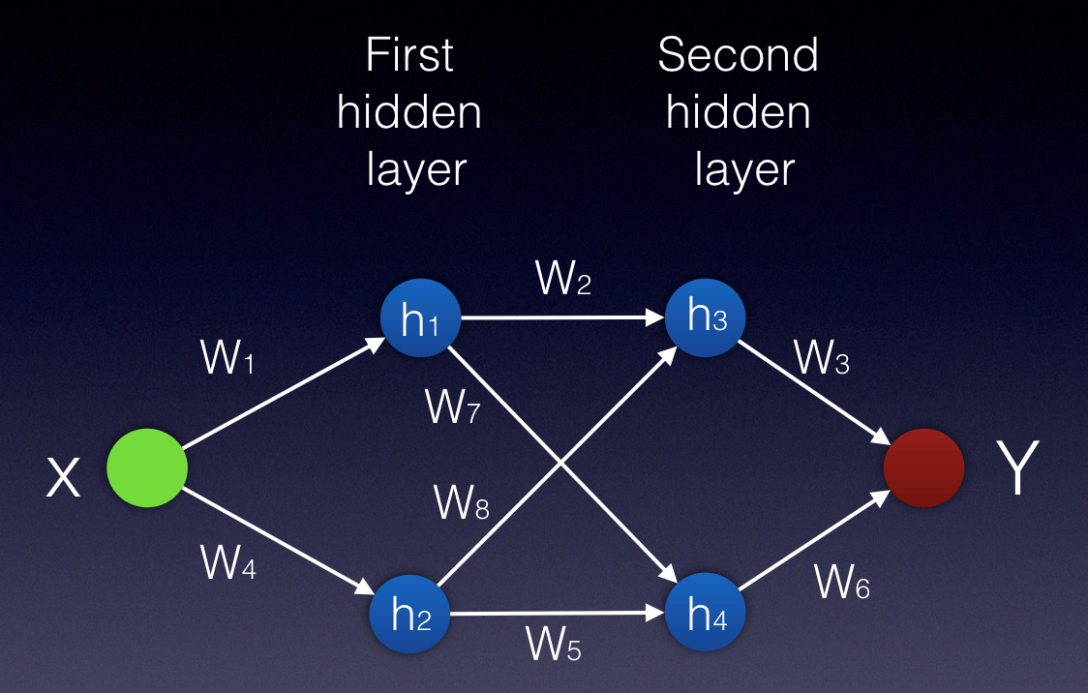 First
hidden
layer
Second
hidden
layer
W2
h1
h3
W1
W3
W7
X
Y
W8
W4
W6
h2
h4
W5